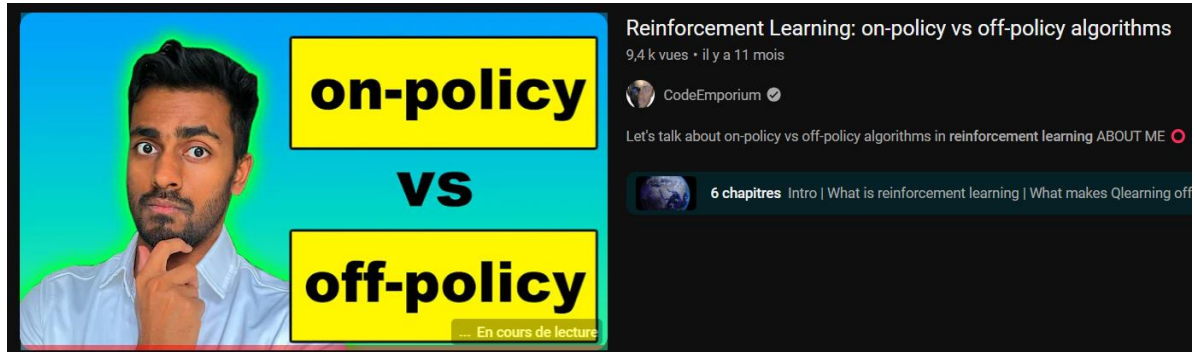 on-policy
vs
off-policy
... En cours de lecture
Reinforcement Learning: on-policy vs off-policy algorithms
9,4 k vues • il y a 11 mois
CodeEmporium
Let's talk about on-policy vs off-policy algorithms in reinforcement learning ABOUT ME
6 chapitres Intro | What is reinforcement learning | What makes Qlearning off